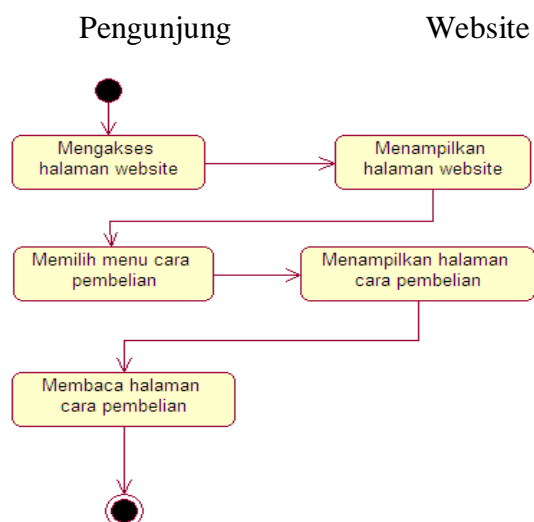 Pengunjung Website
Mengakses
halaman website
Menampilkan
halaman website
Memilih menu cara
pembelian
Menampilkan halaman
cara pembelian
Membaca halaman
cara pembelian